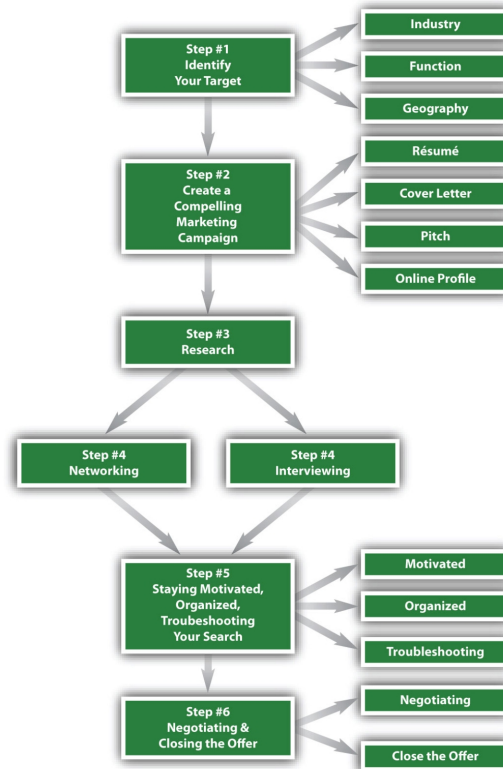 Step #1
Identify
Your Target
Industry
Function
Geography
Step #2
Create a
Compelling
Marketing
Campaign
Résumé
Cover Letter
Pitch
Online Profile
Step #3
Research
Step #4
Networking
Step #4
Interviewing
Step #5
Staying Motivated,
Organized,
Troubeshooting
Your Search
Motivated
Organized
Troubleshooting
Step #6
Negotiating &
Closing the Offer
Negotiating
Close the Offer